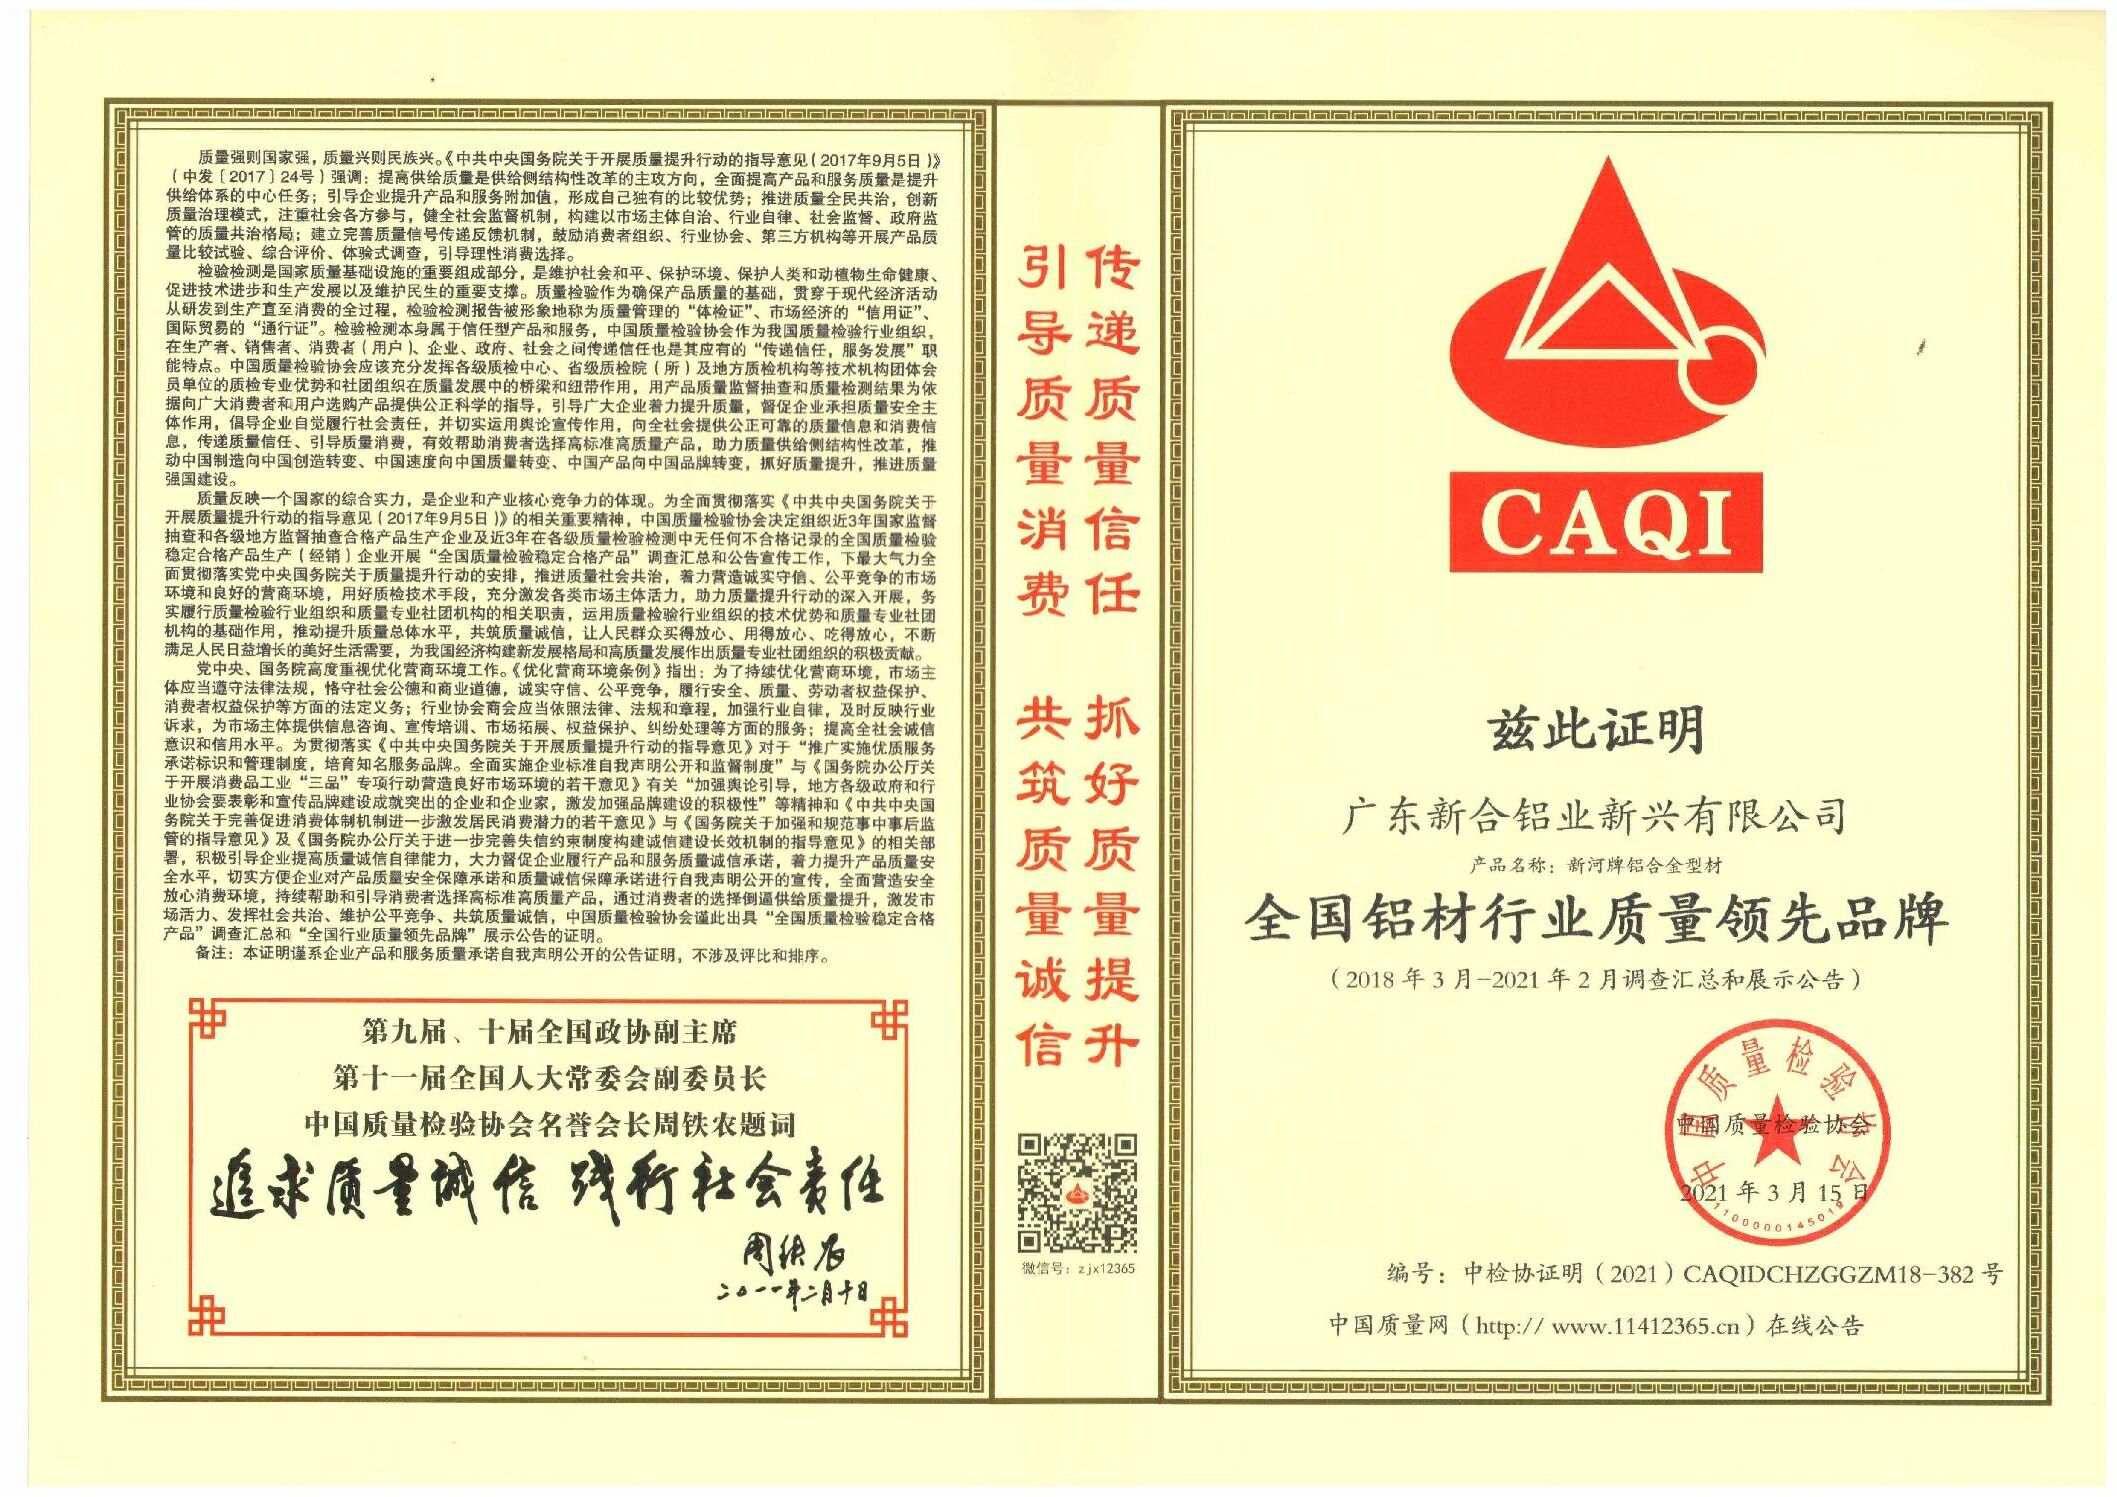 质量强则国家强，质量兴则民族兴。《中共中央国务院关于开展质量提升行动的指导意见（2017年9月5日）》
（中发〔2017〕24号）强调：提高供给质量是供给侧结构性改革的主攻方向，全面提高产品和服务质量是提升
供给体系的中心任务；引导企业提升产品和服务附加值，形成自己独有的比较优势；推进质量全民共治，创新
质量治理模式，注重社会各方参与，健全社会监督机制，构建以市场主体自治、行业自律、社会监督、政府监
管的质量共治格局；建立完善质量信号传递反馈机制，鼓励消费者组织、行业协会、第三方机构等开展产品质
量比较试验、综合评价、体验式调查，引导理性消费选择。
检验检测是国家质量基础设施的重要组成部分，是维护社会和平、保护环境、保护人类和动植物生命健康、
促进技术进步和生产发展以及维护民生的重要支撑。质量检验作为确保产品质量的基础，贯穿于现代经济活动
从研发到生产直至消费的全过程，检验检测报告被形象地称为质量管理的“体检证”、市场经济的“信用证”、
国际贸易的“通行证”。检验检测本身属于信任型产品和服务，中国质量检验协会作为我国质量检验行业组织，
在生产者、销售者、消费者（用户）、企业、政府、社会之间传递信任也是其应有的“传递信任，服务发展”职
能特点。中国质量检验协会应该充分发挥各级质检中心、省级质检院（所）及地方质检机构等技术机构团体会
员单位的质检专业优势和社团组织在质量发展中的桥梁和纽带作用，用产品质量监督抽查和质量检测结果为依
据向广大消费者和用户选购产品提供公正科学的指导，引导广大企业着力提升质量，督促企业承担质量安全主
体作用，倡导企业自觉履行社会责任，并切实运用舆论宣传作用，向全社会提供公正可靠的质量信息和消费信
息，传递质量信任、引导质量消费，有效帮助消费者选择高标准高质量产品，助力质量供给侧结构性改革，推
动中国制造向中国创造转变、中国速度向中国质量转变、中国产品向中国品牌转变，抓好质量提升，推进质量
强国建设。
质量反映一个国家的综合实力，是企业和产业核心竞争力的体现。为全面贯彻落实《中共中央国务院关于
开展质量提升行动的指导意见（2017年9月5日）》的相关重要精神，中国质量检验协会决定组织近3年国家监督
抽查和各级地方监督抽查合格产品生产企业及近3年在各级质量检验检测中无任何不合格记录的全国质量检验
稳定合格产品生产（经销）企业开展“全国质量检验稳定合格产品”调查汇总和公告宣传工作，下最大气力全
面贯彻落实党中央国务院关于质量提升行动的安排，推进质量社会共治，着力营造诚实守信、公平竞争的市场
环境和良好的营商环境，用好质检技术手段，充分激发各类市场主体活力，助力质量提升行动的深入开展，务
实履行质量检验行业组织和质量专业社团机构的相关职责，运用质量检验行业组织的技术优势和质量专业社团
机构的基础作用，推动提升质量总体水平，共筑质量诚信，让人民群众买得放心、用得放心、吃得放心，不断
满足人民日益增长的美好生活需要，为我国经济构建新发展格局和高质量发展作出质量专业社团组织的积极贡献。
党中央、国务院高度重视优化营商环境工作。《优化营商环境条例》指出：为了持续优化营商环境，市场主
体应当遵守法律法规，恪守社会公德和商业道德，诚实守信、公平竞争，履行安全、质量、劳动者权益保护、
消费者权益保护等方面的法定义务；行业协会商会应当依照法律、法规和章程，加强行业自律，及时反映行业
诉求，为市场主体提供信息咨询、宣传培训、市场拓展、权益保护、纠纷处理等方面的服务；提高全社会诚信
意识和信用水平。为贯彻落实《中共中央国务院关于开展质量提升行动的指导意见》对于“推广实施优质服务
承诺标识和管理制度，培育知名服务品牌。全面实施企业标准自我声明公开和监督制度”与《国务院办公厅关
于开展消费品工业“三品”专项行动营造良好市场环境的若干意见》有关“加强舆论引导，地方各级政府和行
业协会要表彰和宣传品牌建设成就突出的企业和企业家，激发加强品牌建设的积极性”等精神和《中共中央国
务院关于完善促进消费体制机制进一步激发居民消费潜力的若干意见》与《国务院关于加强和规范事中事后监
管的指导意见》及《国务院办公厅关于进一步完善失信约束制度构建诚信建设长效机制的指导意见》的相关部
署，积极引导企业提高质量诚信自律能力，大力督促企业履行产品和服务质量诚信承诺，着力提升产品质量安
全水平，切实方便企业对产品质量安全保障承诺和质量诚信保障承诺进行自我声明公开的宣传，全面营造安全
放心消费环境，持续帮助和引导消费者选择高标准高质量产品，通过消费者的选择倒逼供给质量提升，激发市
场活力、发挥社会共治、维护公平竞争、共筑质量诚信，中国质量检验协会谨此出具“全国质量检验稳定合格
产品”调查汇总和“全国行业质量领先品牌”展示公告的证明。
备注：本证明谨系企业产品和服务质量承诺自我声明公开的公告证明，不涉及评比和排序。
第九届、十届全国政协副主席
第十一届全国人大常委会副委员长
中国质量检验协会名誉会长周铁农题词
追求质量诚信 践行社会责任
周铁农
二〇一一年二月十日
传递质量信任 抓好质量提升
引导质量消费 共筑质量诚信
微信号：zjx12365
CAQI
兹此证明
广东新合铝业新兴有限公司
产品名称：新河牌铝合金型材
全国铝材行业质量领先品牌
（2018年3月-2021年2月调查汇总和展示公告）
中国质量检验协会
中国质量检验协会
2021年3月15日
1100000145019
编号：中检协证明（2021）CAQIDCHZGGZM18-382号
中国质量网（http:// www.11412365.cn）在线公告